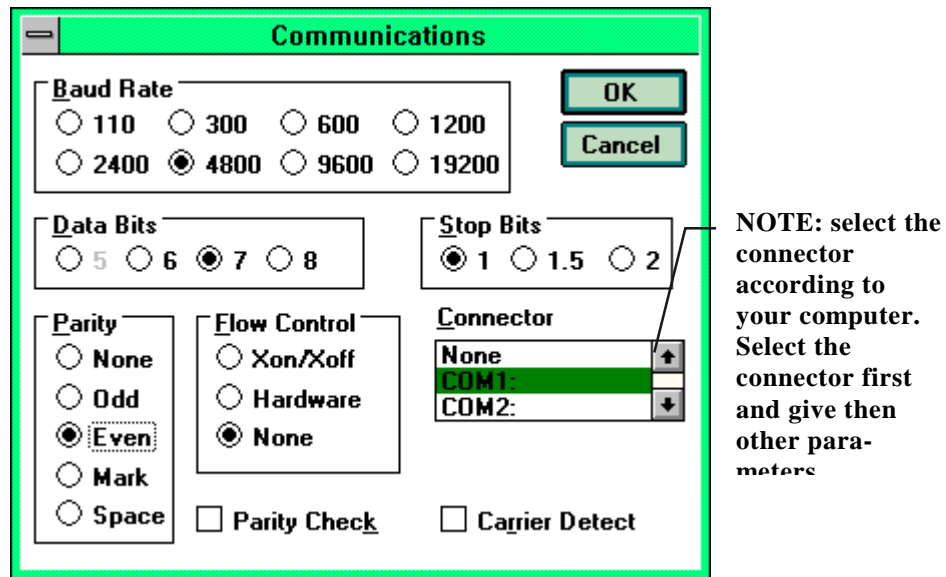 Communications
Baud Rate
110 300 600 1200
2400 4800 9600 19200
OK
Cancel
Data Bits
5 6 7 8
Stop Bits
1 1.5 2
Parity
None
Odd
Even
Mark
Space
Flow Control
Xon/Xoff
Hardware
None
Connector
None
COM1:
COM2:
Parity Check
Carrier Detect
NOTE: select the
connector
according to
your computer.
Select the
connector first
and give then
other para-
meters